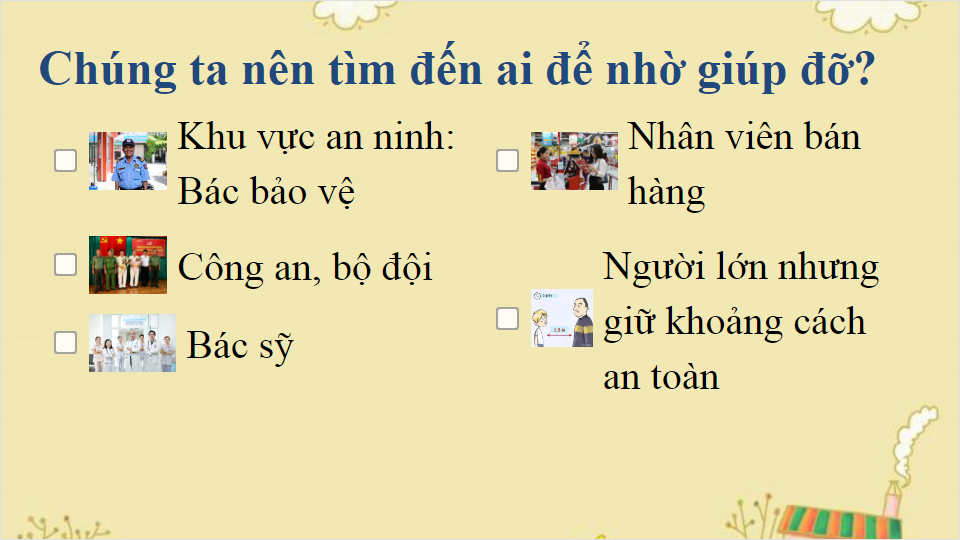 Chúng ta nên tìm đến ai để nhờ giúp đỡ?
Khu vực an ninh:
Bác bảo vệ
Công an, bộ đội
Bác sỹ
Nhân viên bán
hàng
Người lớn nhưng
giữ khoảng cách
an toàn